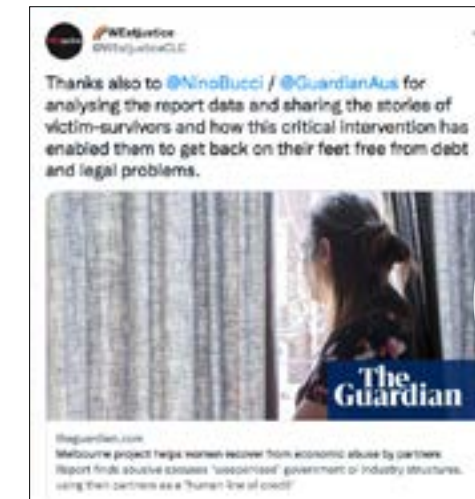 WEstjustice
@WEstjusticeCLC
Thanks also to @NinoBucci / @GuardianAus for
analysing the report data and sharing the stories of
victim-survivors and how this critical intervention has
enabled them to get back on their feet free from debt
and legal problems.
The
Guardian
theguardian.com
Melbourne project helps women recover from economic abuse by partners
Report finds abusive spouses 'weaponised' government or industry structures,
using their partners as a "human line of credit"